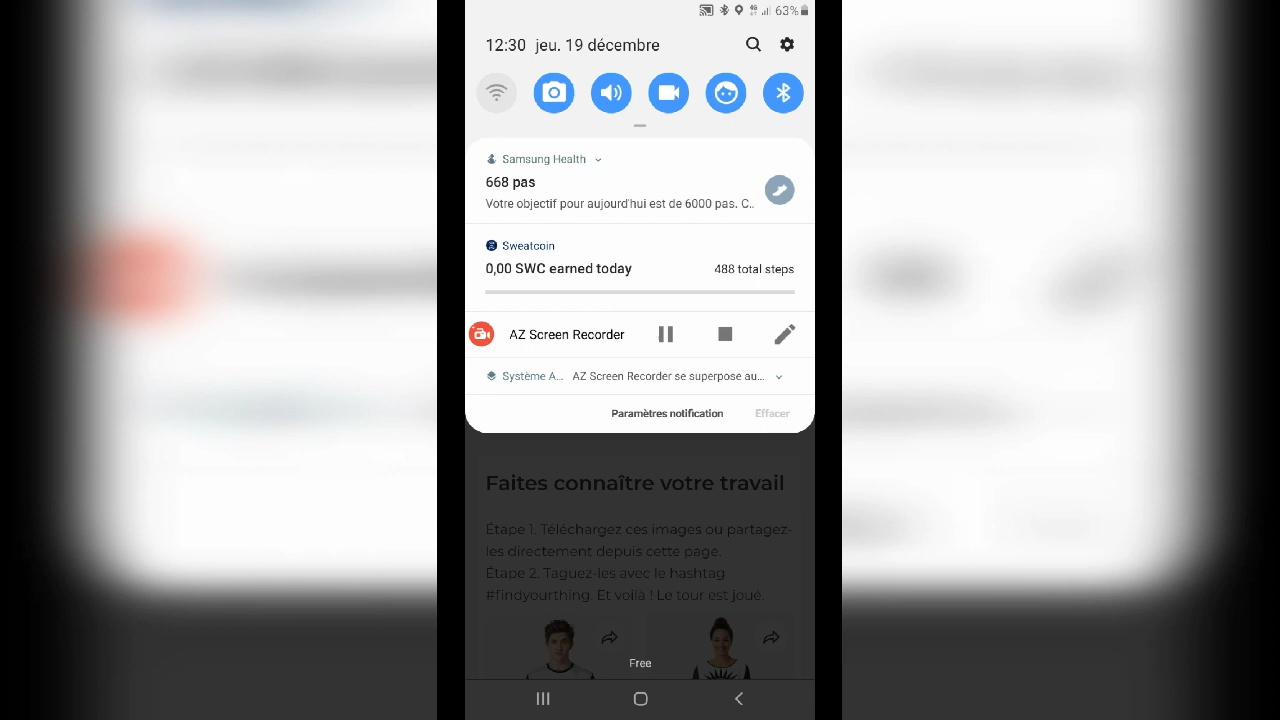 63%
12:30 jeu. 19 décembre
Samsung Health
668 pas
Votre objectif pour aujourd'hui est de 6000 pas. C..
Sweatcoin
0,00 SWC earned today 488 total steps
AZ Screen Recorder
Système A... AZ Screen Recorder se superpose au...
Paramètres notification Effacer
Faites connaître votre travail
Étape 1. Téléchargez ces images ou partagez-
les directement depuis cette page.
Étape 2. Taguez-les avec le hashtag
#findyourthing. Et voilà ! Le tour est joué.
Free